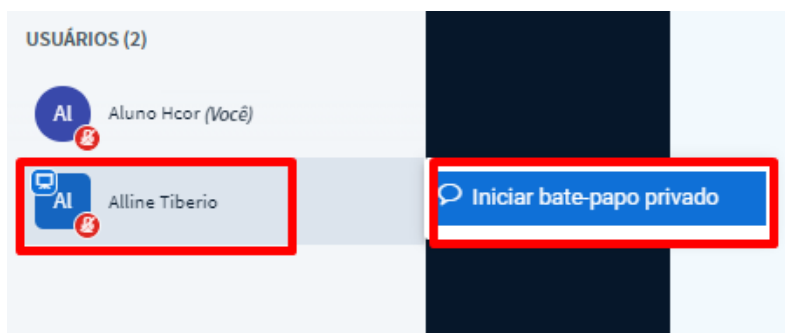 USUÁRIOS (2)
Al
Aluno Hcor (Você)
Al
Alline Tiberio
Iniciar bate-papo privado